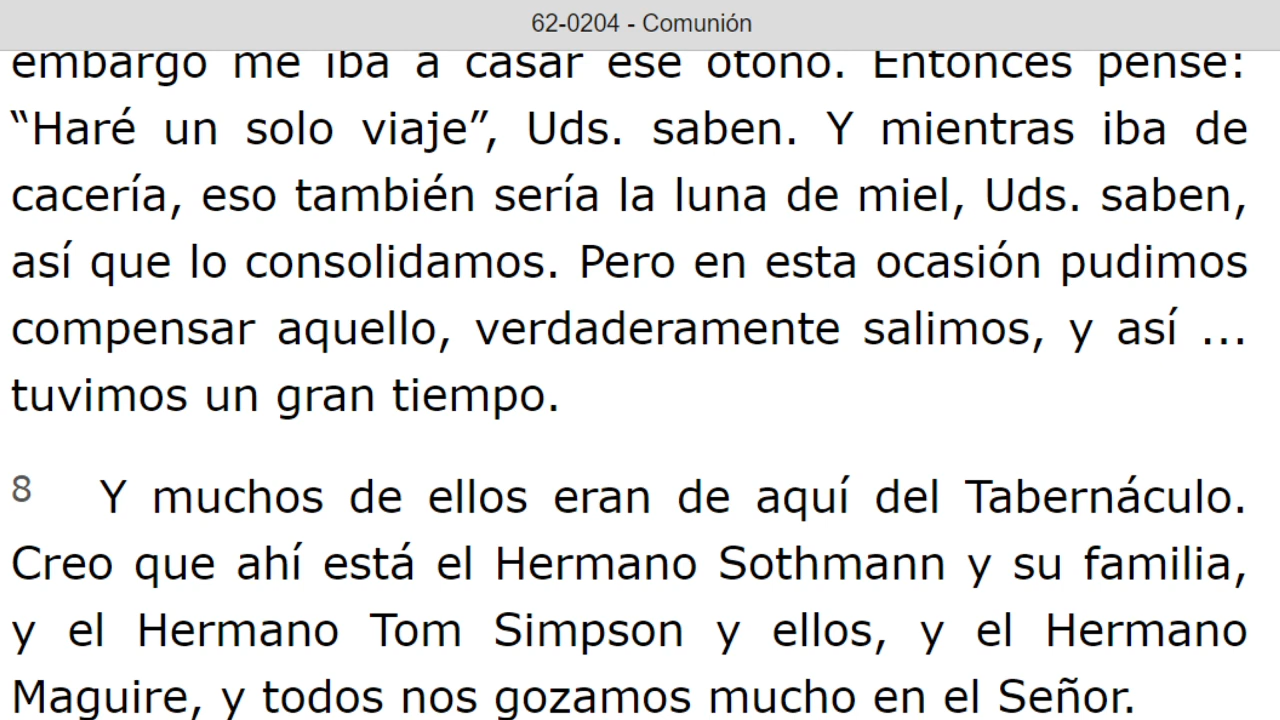 62-0204 - Comunión
embargo me iba a casar ese otoño. Entonces pensé:
“Haré un solo viaje”, Uds. saben. Y mientras iba de
cacería, eso también sería la luna de miel, Uds. saben,
así que lo consolidamos. Pero en esta ocasión pudimos
compensar aquello, verdaderamente salimos, y así ...
tuvimos un gran tiempo.
8 Y muchos de ellos eran de aquí del Tabernáculo.
Creo que ahí está el Hermano Sothmann y su familia,
y el Hermano Tom Simpson y ellos, y el Hermano
Maguire, y todos nos gozamos mucho en el Señor.